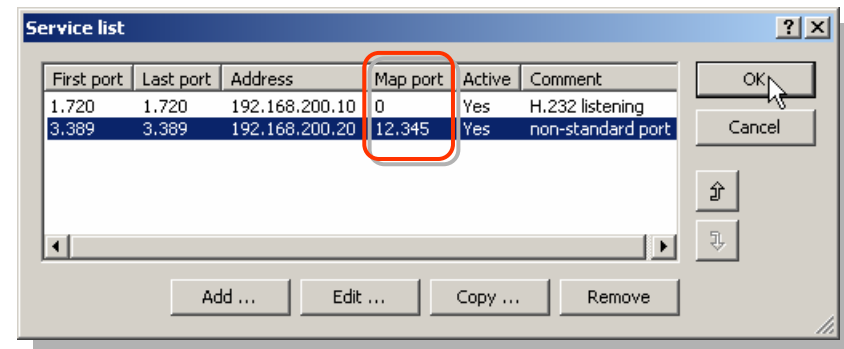 Service list
First port Last port Address Map port Active Comment
1.720 1.720 192.168.200.10 0 Yes H.232 listening
3.389 3.389 192.168.200.20 12.345 Yes non-standard port
OK
Cancel
Add ... Edit ... Copy ... Remove